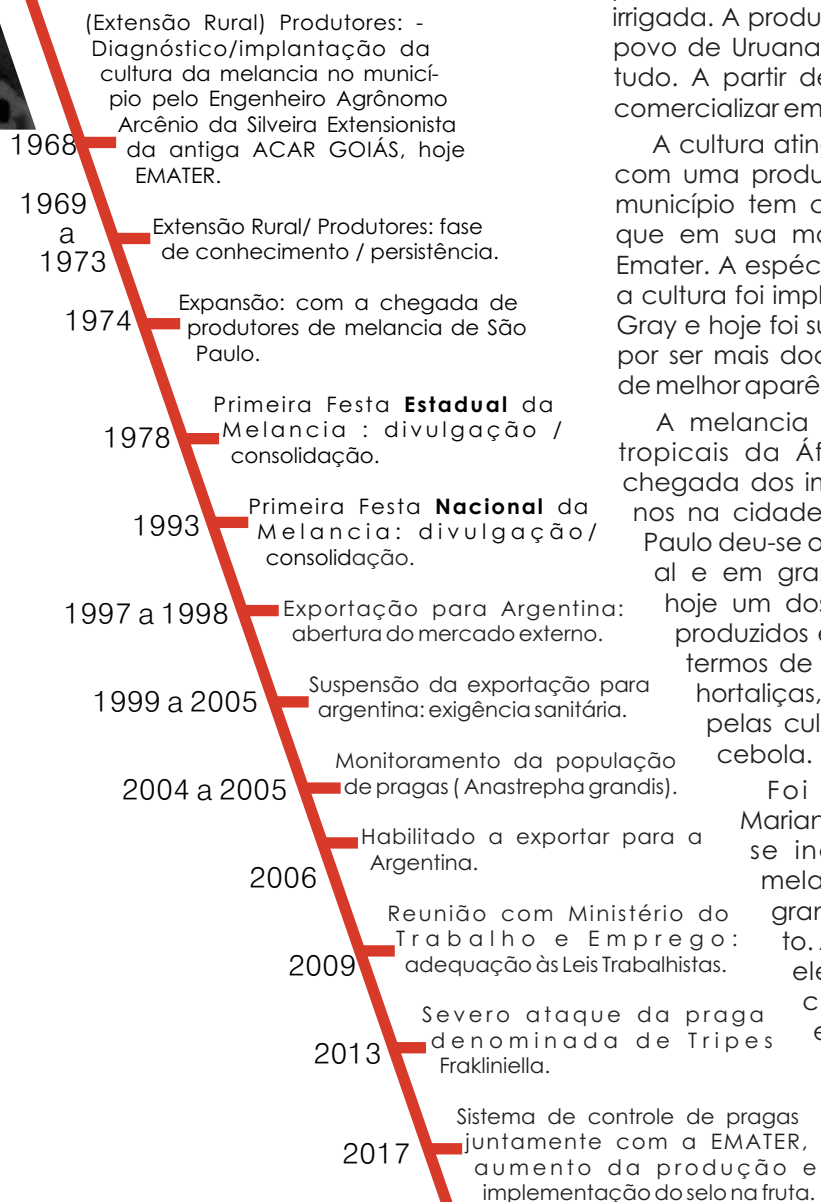 (Extensão Rural) Produtores: -
Diagnóstico/implantação da
cultura da melancia no municí-
pio pelo Engenheiro Agrônomo
Arcênio da Silveira Extensionista
1968
da antiga ACAR GOIÁS, hoje
EMATER.
1969
a
1973
Extensão Rural/ Produtores: fase
de conhecimento / persistência.
1974
Expansão: com a chegada de
produtores de melancia de São
Paulo.
1978
Primeira Festa Estadual da
Melancia : divulgação /
consolidação.
1993
Primeira Festa Nacional da
Melancia: divulgação/
consolidação.
1997 a 1998
Exportação para Argentina:
abertura do mercado externo.
1999 a 2005
Suspensão da exportação para
argentina: exigência sanitária.
2004 a 2005
Monitoramento da população
de pragas ( Anastrepha grandis).
2006
Habilitado a exportar para a
Argentina.
2009
Reunião com Ministério do
Trabalho e Emprego:
adequação às Leis Trabalhistas.
2013
Severo ataque da praga
denominada de Tripes
Frakliniella.
2017
Sistema de controle de pragas
juntamente com a EMATER,
aumento da produção e
implementação do selo na fruta.
irrigada. A produ
povo de Uruana
tudo. A partir de
comercializar em
A cultura atin
com uma produ
município tem c
que em sua ma
Emater. A espéc
a cultura foi impl
Gray e hoje foi su
por ser mais doc
de melhor aparê
A melancia
tropicais da Áf
chegada dos in
nos na cidade
Paulo deu-se o
al e em gra
hoje um dos
produzidos e
termos de
hortaliças,
pelas cul
cebola.
Foi
Marian
se in
mela
gran
to. A
ele
c
e